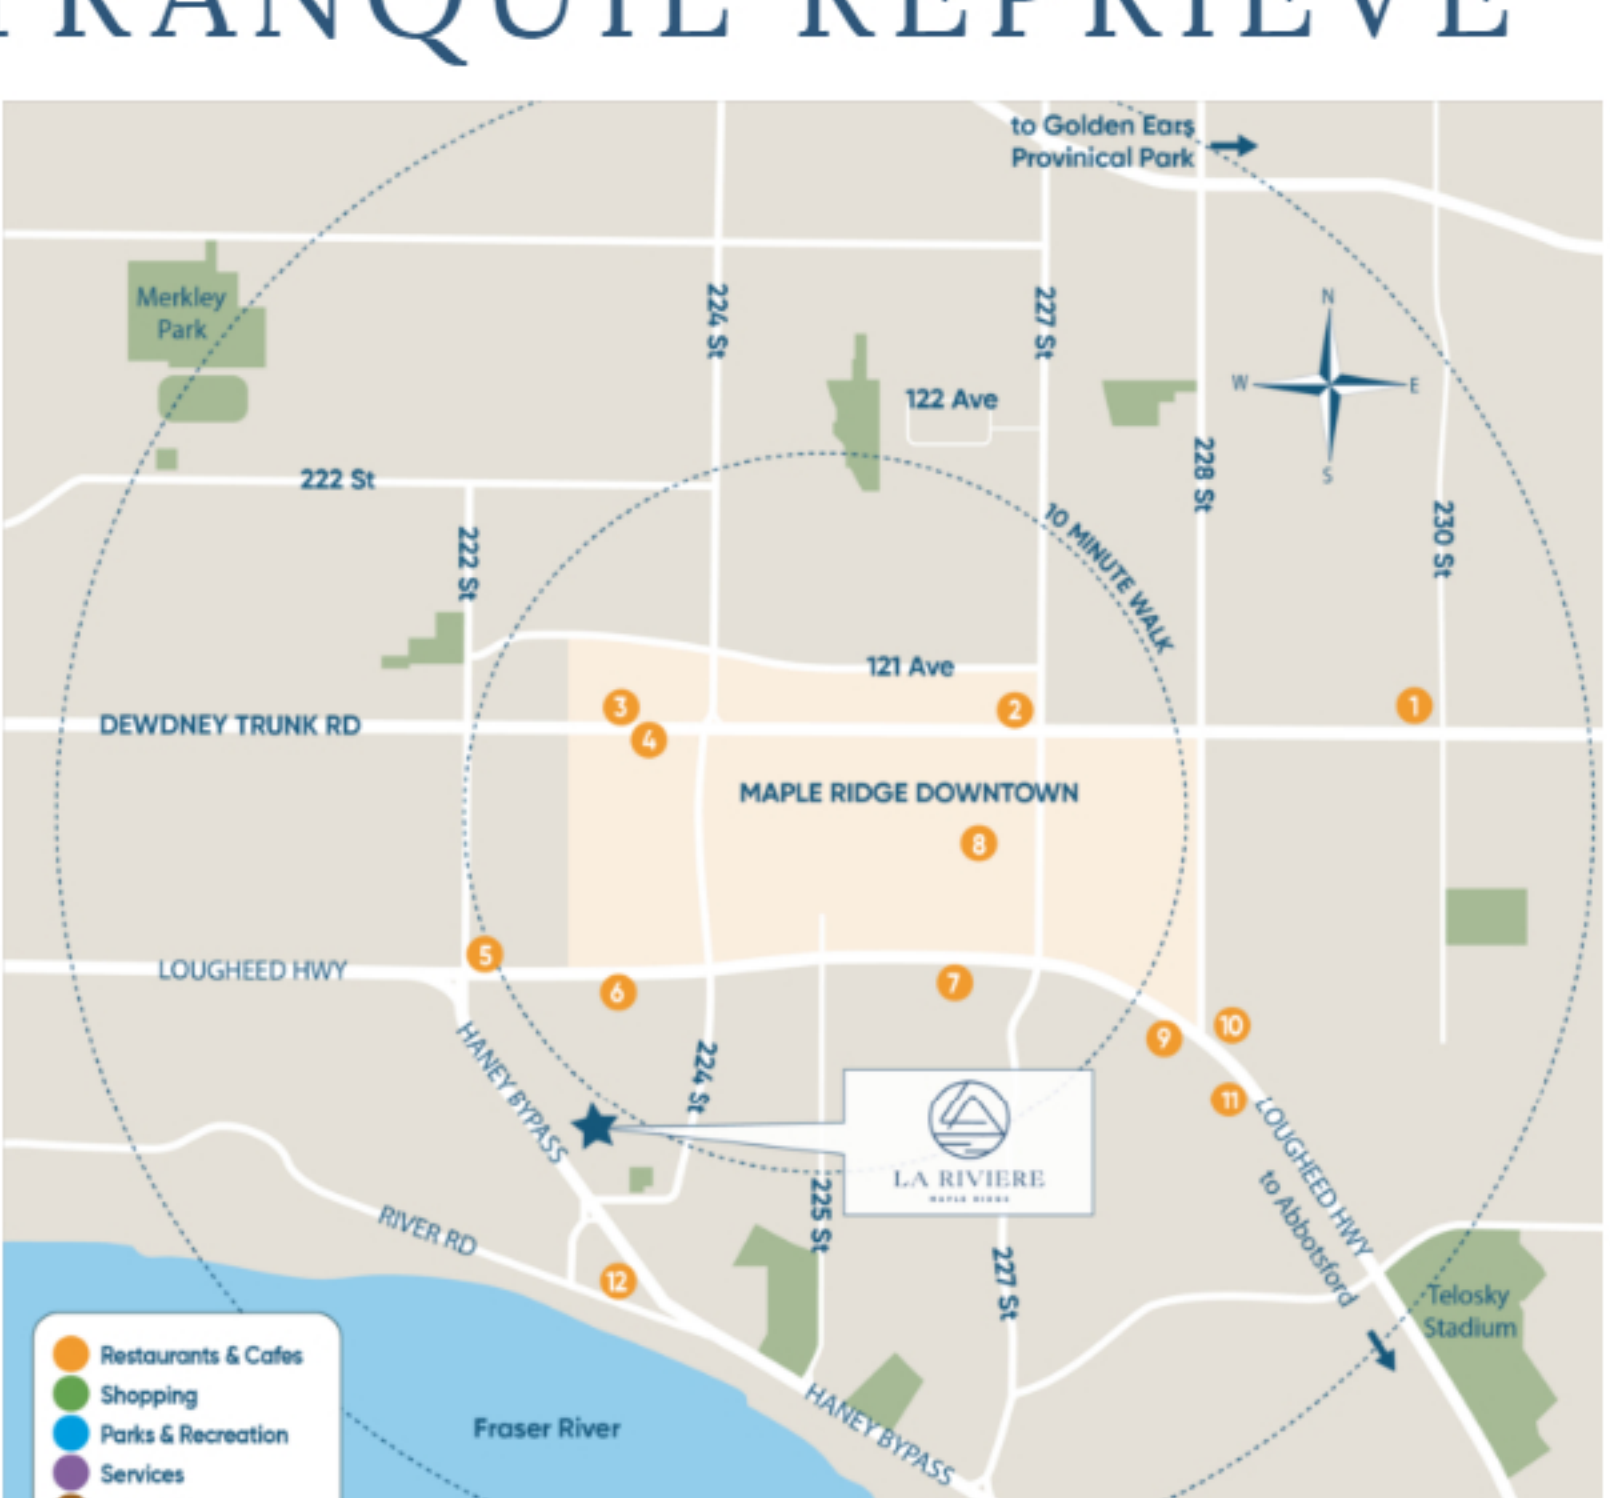 TRANQUIL REPRIEVE
to Golden Ears
Provinical Park
Merkley
Park
224 St
227 St
N
W
E
S
122 Ave
228 St
222 St
222 St
10 MINUTE WALK
230 St
121 Ave
3
2
1
DEWDNEY TRUNK RD
4
MAPLE RIDGE DOWNTOWN
8
5
LOUGHEED HWY
6
7
9
10
11
HANEY BYPASS
224 St
LA RIVIERE
MAPLE RIDGE
LOUGHEED HWY
to Abbotsford
225 St
RIVER RD
227 St
12
Telosky
Stadium
Restaurants & Cafes
Shopping
Parks & Recreation
Services
Fraser River
HANEY BYPASS